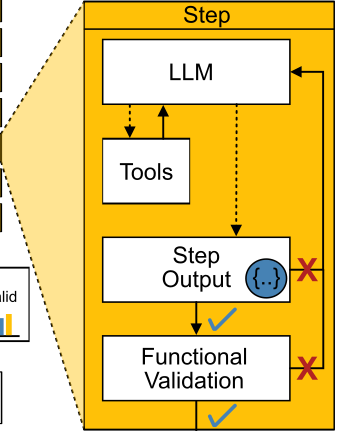 Step
LLM
Tools
Step
Output
{..}
Functional
Validation